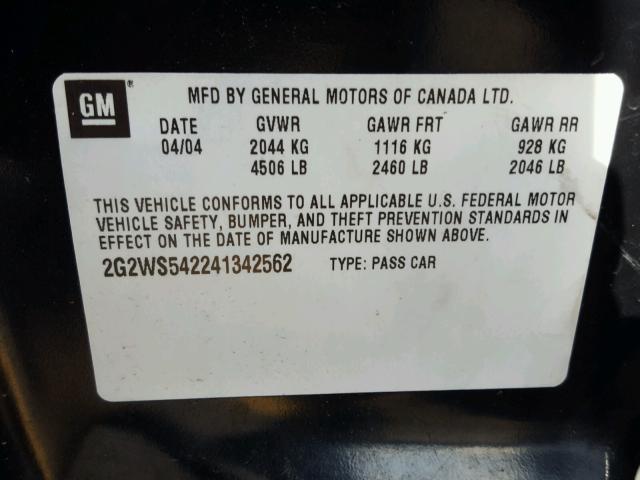 GM
MFD BY GENERAL MOTORS OF CANADA LTD.
DATE GVWR GAWR FRT GAWR RR
04/04 2044 KG 1116 KG 928 KG
4506 LB 2460 LB 2046 LB
THIS VEHICLE CONFORMS TO ALL APPLICABLE U.S. FEDERAL MOTOR
VEHICLE SAFETY, BUMPER, AND THEFT PREVENTION STANDARDS IN
EFFECT ON THE DATE OF MANUFACTURE SHOWN ABOVE.
2G2WS542241342562 TYPE: PASS CAR